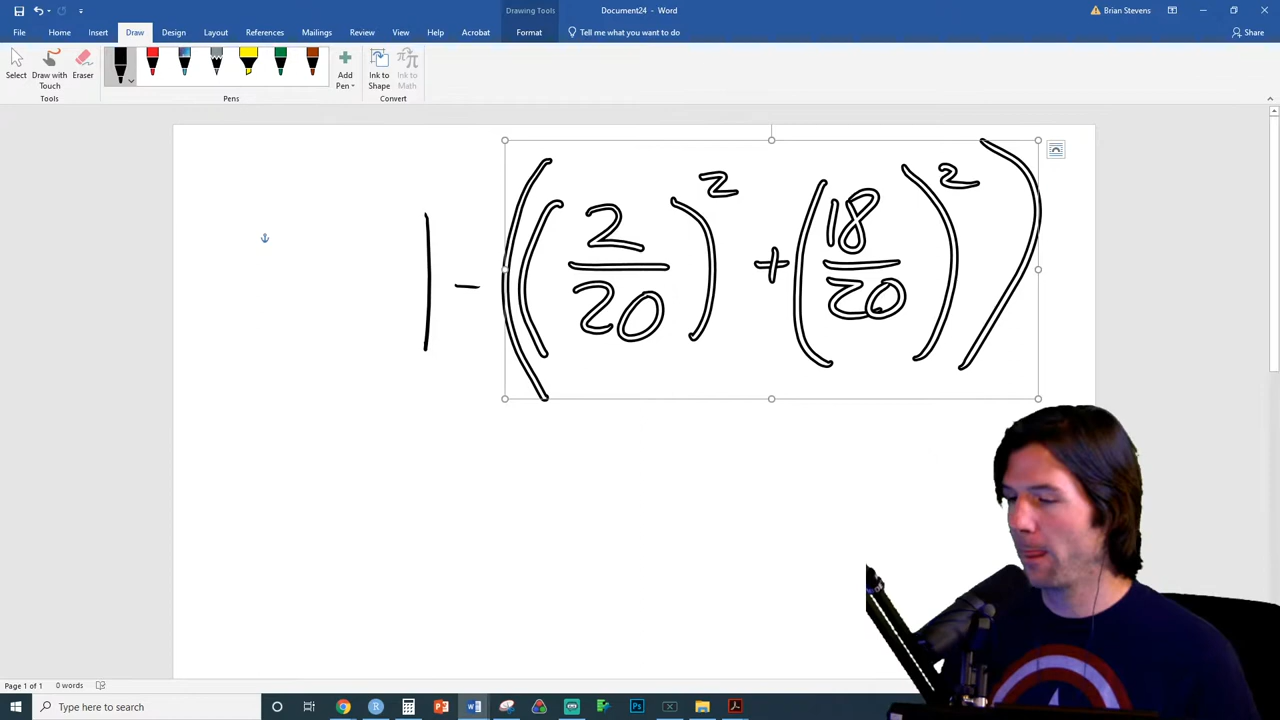 Drawing Tools
Document24 - Word
Brian Stevens
File Home Insert Draw Design Layout References Mailings Review View Help Acrobat Format Tell me what you want to do Share
Select Draw with Touch Eraser Add Pen Ink to Shape Ink to Math
Tools Pens Convert
1 - ((2/20)² + (18/20)²)
Page 1 of 1 0 words
Type here to search